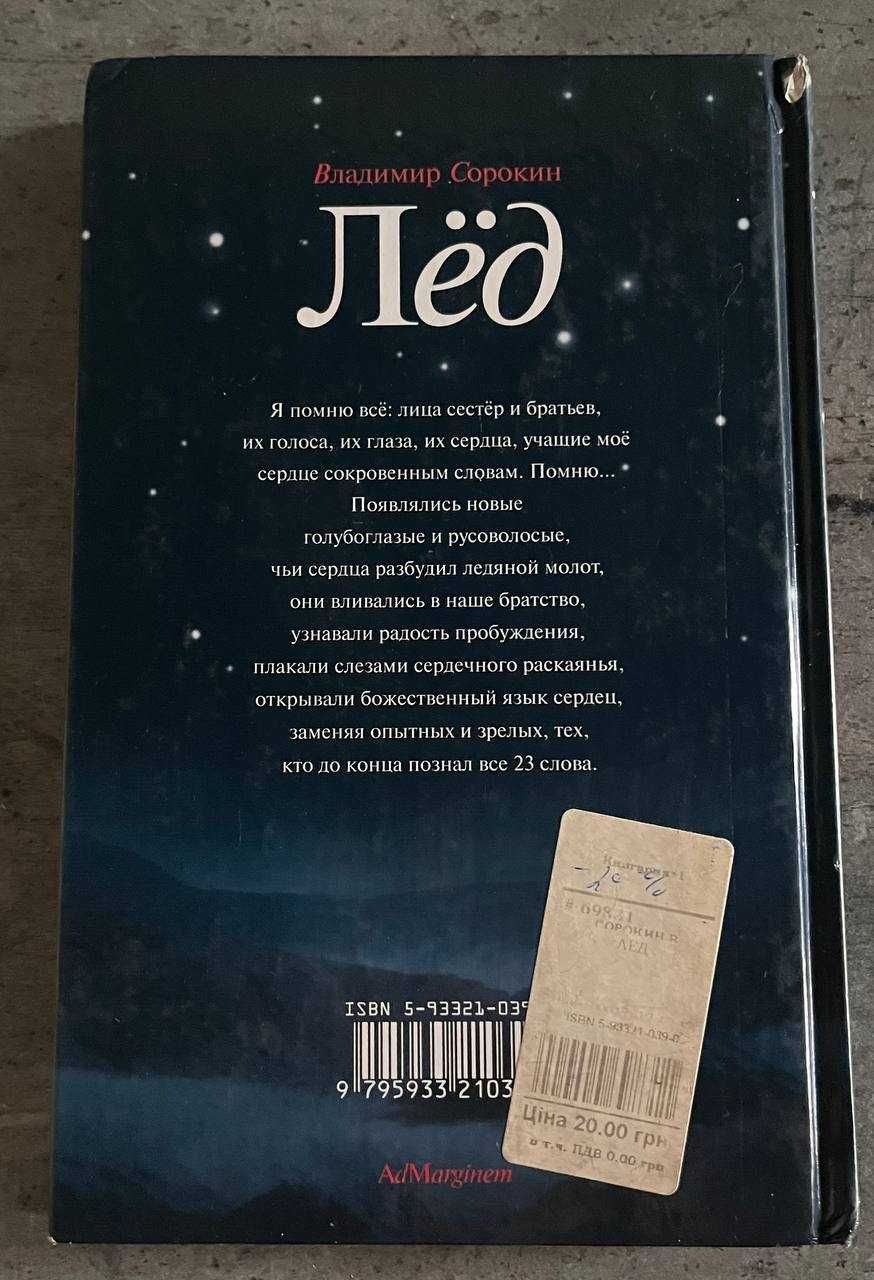 Владимир Сорокин
Лёд
Я помню всё: лица сестёр и братьев,
их голоса, их глаза, их сердца, учашие моё
сердце сокровенным словам. Помню...
Появлялись новые
голубоглазые и русоволосые,
чьи сердца разбудил ледяной молот,
они вливались в наше братство,
узнавали радость пробуждения,
плакали слезами сердечного раскаянья,
открывали божественный язык сердец,
заменяя опытных и зрелых, тех,
кто до конца познал все 23 слова.
# 69831
СОРОКИН В
ЛЕД
ISBN 5-93321-039-0
Ціна 20.00 грн
в т.ч. ПДВ 0.00 грн
ISBN 5-93321-039
9 795933 2103
AdMarginem